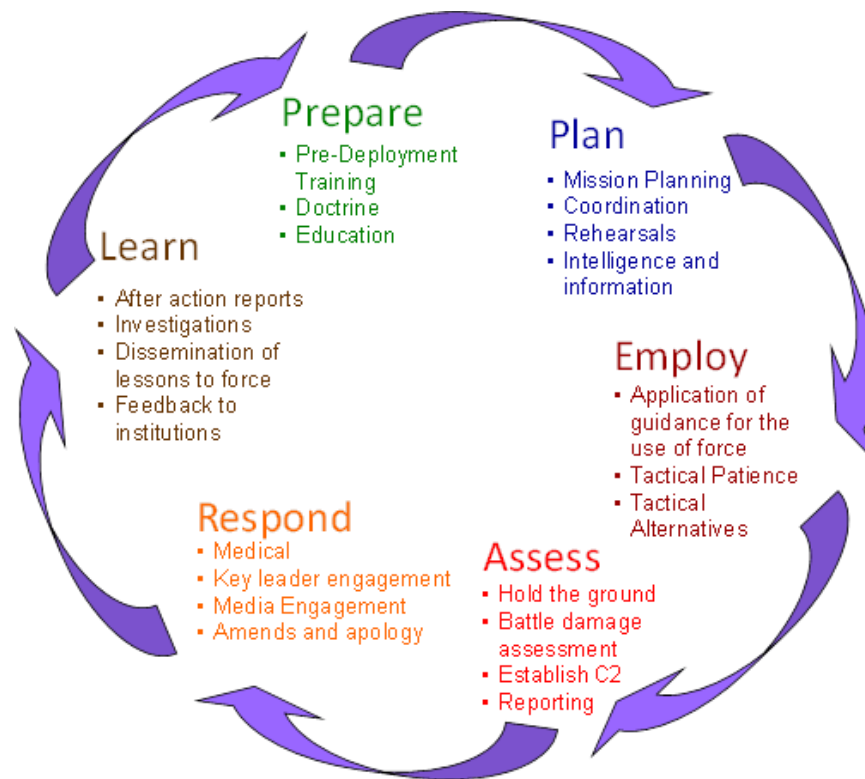 Prepare
▪ Pre-Deployment
Training
▪ Doctrine
▪ Education
Plan
▪ Mission Planning
▪ Coordination
▪ Rehearsals
▪ Intelligence and
information
Employ
▪ Application of
guidance for the
use of force
▪ Tactical Patience
▪ Tactical
Alternatives
Assess
▪ Hold the ground
▪ Battle damage
assessment
▪ Establish C2
▪ Reporting
Respond
▪ Medical
▪ Key leader engagement
▪ Media Engagement
▪ Amends and apology
Learn
▪ After action reports
▪ Investigations
▪ Dissemination of
lessons to force
▪ Feedback to
institutions